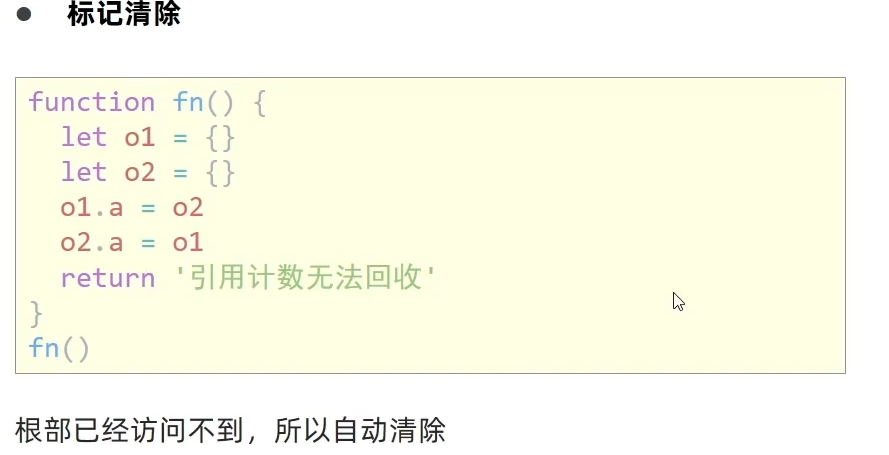 ● 标记清除
function fn() {
  let o1 = {}
  let o2 = {}
  o1.a = o2
  o2.a = o1
  return '引用计数无法回收'
}
fn()
根部已经访问不到，所以自动清除